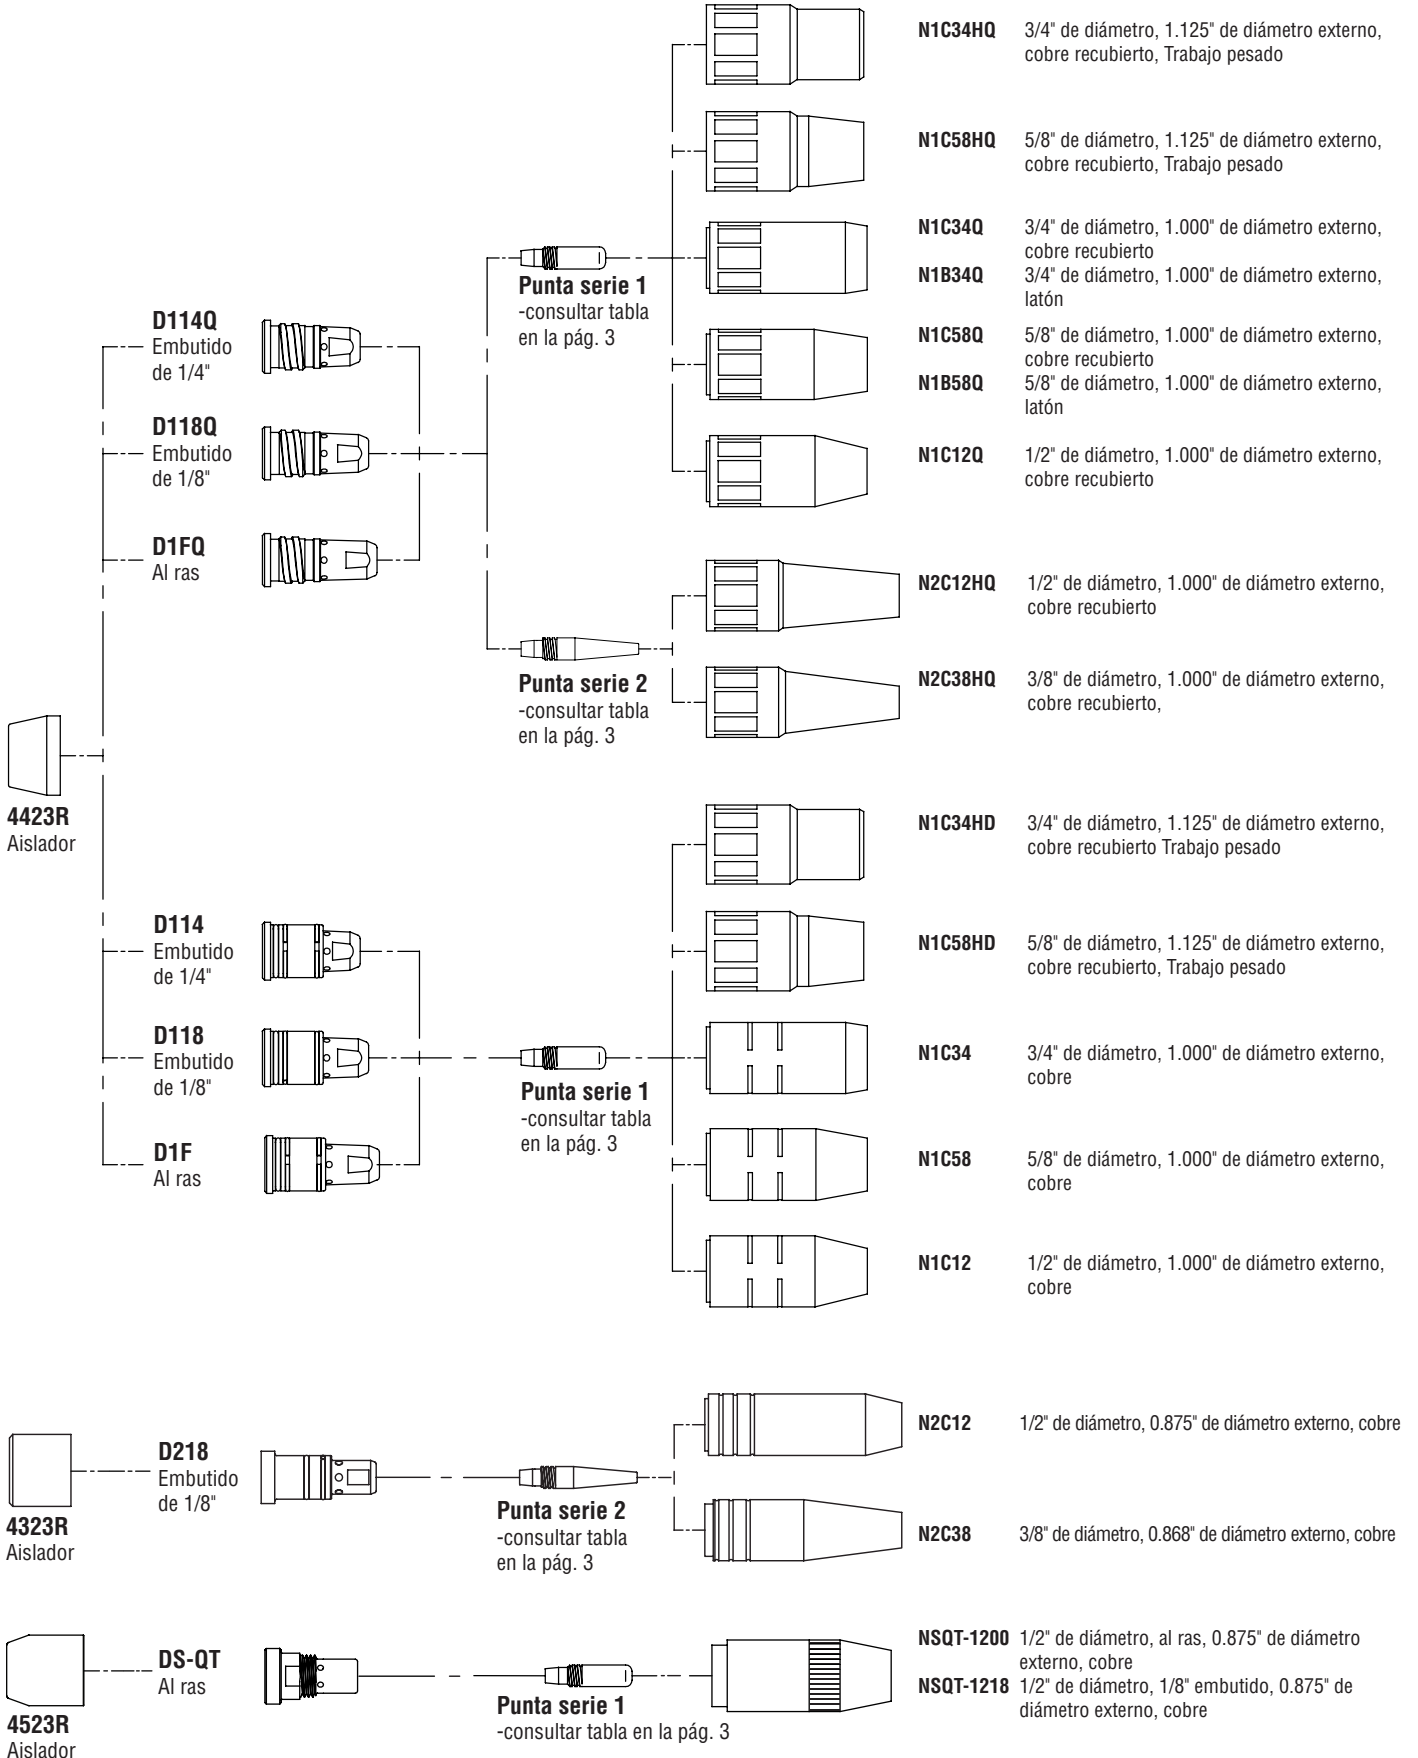 N1C34HQ 3/4" de diámetro, 1.125" de diámetro externo,
cobre recubierto, Trabajo pesado
N1C58HQ 5/8" de diámetro, 1.125" de diámetro externo,
cobre recubierto, Trabajo pesado
N1C34Q 3/4" de diámetro, 1.000" de diámetro externo,
cobre recubierto
N1B34Q 3/4" de diámetro, 1.000" de diámetro externo,
latón
Punta serie 1
-consultar tabla
en la pág. 3
D114Q
Embutido
de 1/4"
N1C58Q 5/8" de diámetro, 1.000" de diámetro externo,
cobre recubierto
N1B58Q 5/8" de diámetro, 1.000" de diámetro externo,
latón
D118Q
Embutido
de 1/8"
N1C12Q 1/2" de diámetro, 1.000" de diámetro externo,
cobre recubierto
D1FQ
Al ras
N2C12HQ 1/2" de diámetro, 1.000" de diámetro externo,
cobre recubierto
Punta serie 2
-consultar tabla
en la pág. 3
N2C38HQ 3/8" de diámetro, 1.000" de diámetro externo,
cobre recubierto,
4423R
Aislador
N1C34HD 3/4" de diámetro, 1.125" de diámetro externo,
cobre recubierto Trabajo pesado
D114
Embutido
de 1/4"
N1C58HD 5/8" de diámetro, 1.125" de diámetro externo,
cobre recubierto, Trabajo pesado
D118
Embutido
de 1/8"
N1C34 3/4" de diámetro, 1.000" de diámetro externo,
cobre
Punta serie 1
-consultar tabla
en la pág. 3
D1F
Al ras
N1C58 5/8" de diámetro, 1.000" de diámetro externo,
cobre
N1C12 1/2" de diámetro, 1.000" de diámetro externo,
cobre
N2C12 1/2" de diámetro, 0.875" de diámetro externo, cobre
D218
Embutido
de 1/8"
4323R
Aislador
Punta serie 2
-consultar tabla
en la pág. 3
N2C38 3/8" de diámetro, 0.868" de diámetro externo, cobre
NSQT-1200 1/2" de diámetro, al ras, 0.875" de diámetro
externo, cobre
NSQT-1218 1/2" de diámetro, 1/8" embutido, 0.875" de
diámetro externo, cobre
DS-QT
Al ras
Punta serie 1
-consultar tabla en la pág. 3
4523R
Aislador